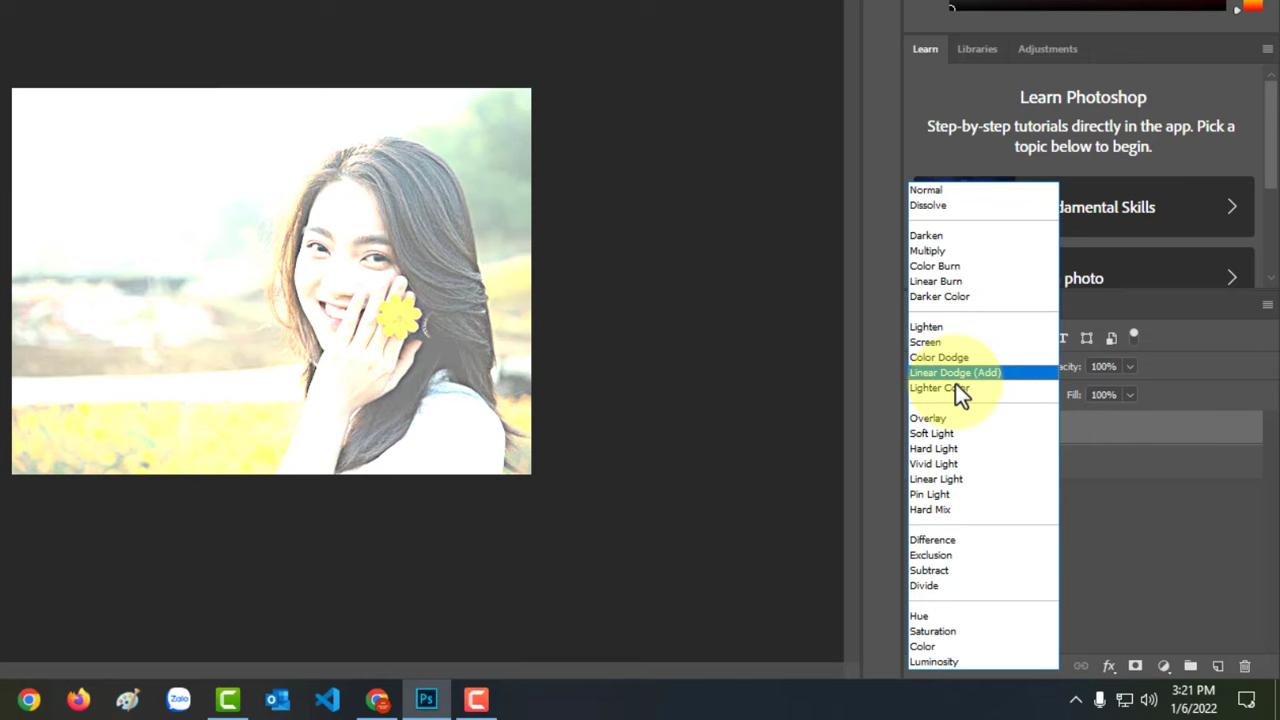 Learn Libraries Adjustments
Learn Photoshop
Step-by-step tutorials directly in the app. Pick a
topic below to begin.
Normal
Dissolve
damental Skills
Darken
Multiply
Color Burn
photo
Linear Burn
Darker Color
Lighten
Screen
Color Dodge
acity: 100%
Linear Dodge (Add)
Lighter Color
Fill: 100%
Overlay
Soft Light
Hard Light
Vivid Light
Linear Light
Pin Light
Hard Mix
Difference
Exclusion
Subtract
Divide
Hue
Saturation
Color
Luminosity
fx
Zalo
Ps
3:21 PM
1/6/2022